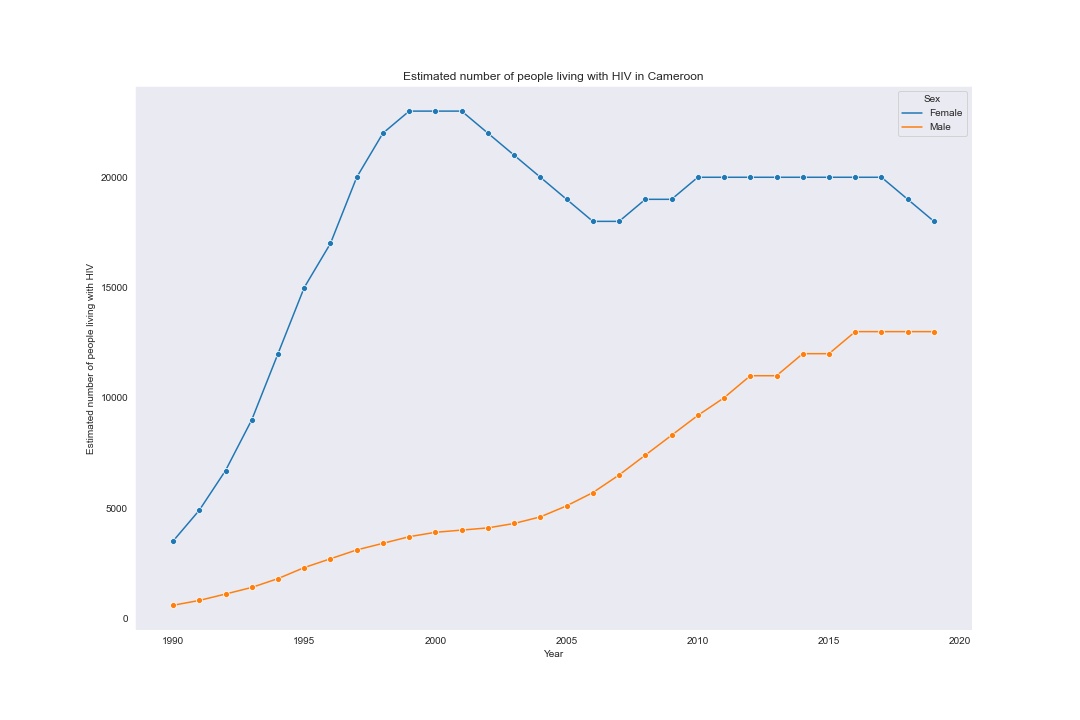 Estimated number of people living with HIV in Cameroon
Sex
Female
Male
Estimated number of people living with HIV
20000
15000
10000
5000
0
1990 1995 2000 2005 2010 2015 2020
Year